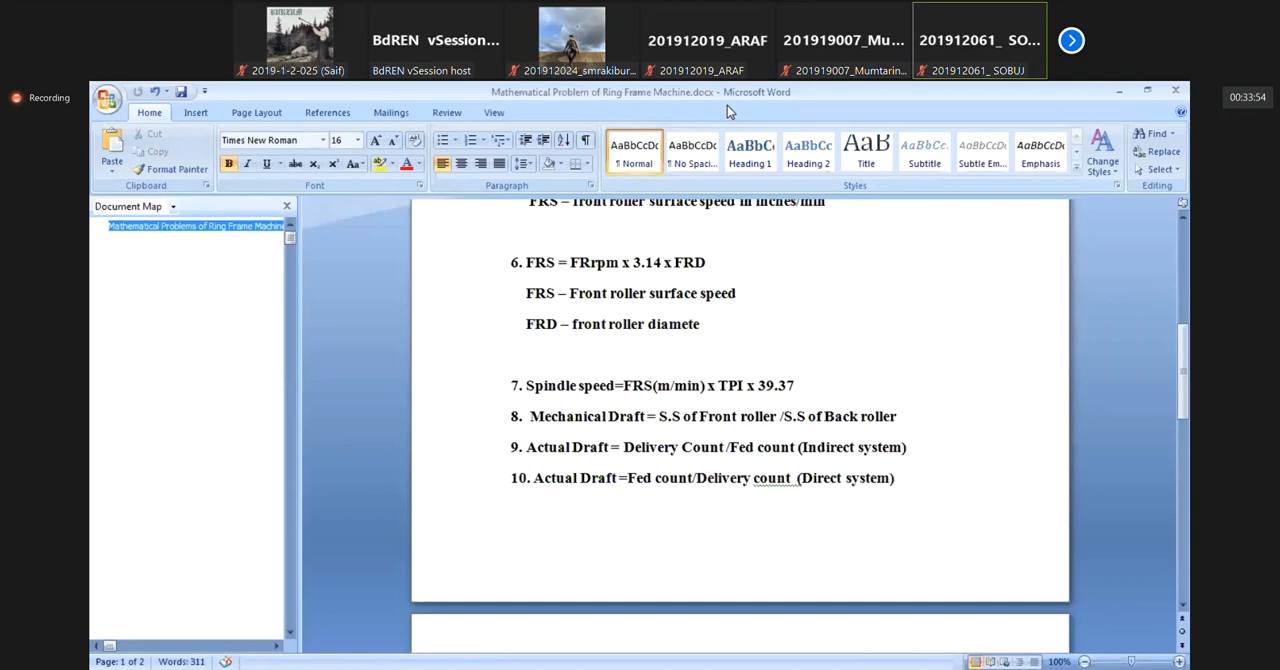 BdREN vSession...
201912019_ARAF
201919007_Mu...
201912061_ SO...
2019-1-2-025 (Saif)
BdREN vSession host
201912024_smrakibur...
201912019_ARAF
201919007_Mumtarin...
201912061_ SOBUJ
Recording
00:33:54
Mathematical Problem of Ring Frame Machine.docx - Microsoft Word
Home
Insert
Page Layout
References
Mailings
Review
View
Paste
Cut
Copy
Format Painter
Clipboard
Times New Roman
16
Font
Paragraph
AaBbCcDc
¶ Normal
AaBbCcDc
¶ No Spaci...
AaBbC
Heading 1
AaBbCc
Heading 2
AaB
Title
AaBbCc.
Subtitle
AaBbCcDc
Subtle Em...
AaBbCcDc
Emphasis
Change
Styles
Styles
Find
Replace
Select
Editing
Document Map
Mathematical Problems of Ring Frame Machine
FRS – front roller surface speed in inches/min
6. FRS = FRrpm x 3.14 x FRD
FRS – Front roller surface speed
FRD – front roller diamete
7. Spindle speed=FRS(m/min) x TPI x 39.37
8. Mechanical Draft = S.S of Front roller /S.S of Back roller
9. Actual Draft = Delivery Count /Fed count (Indirect system)
10. Actual Draft =Fed count/Delivery count (Direct system)
Page: 1 of 2
Words: 311
100%